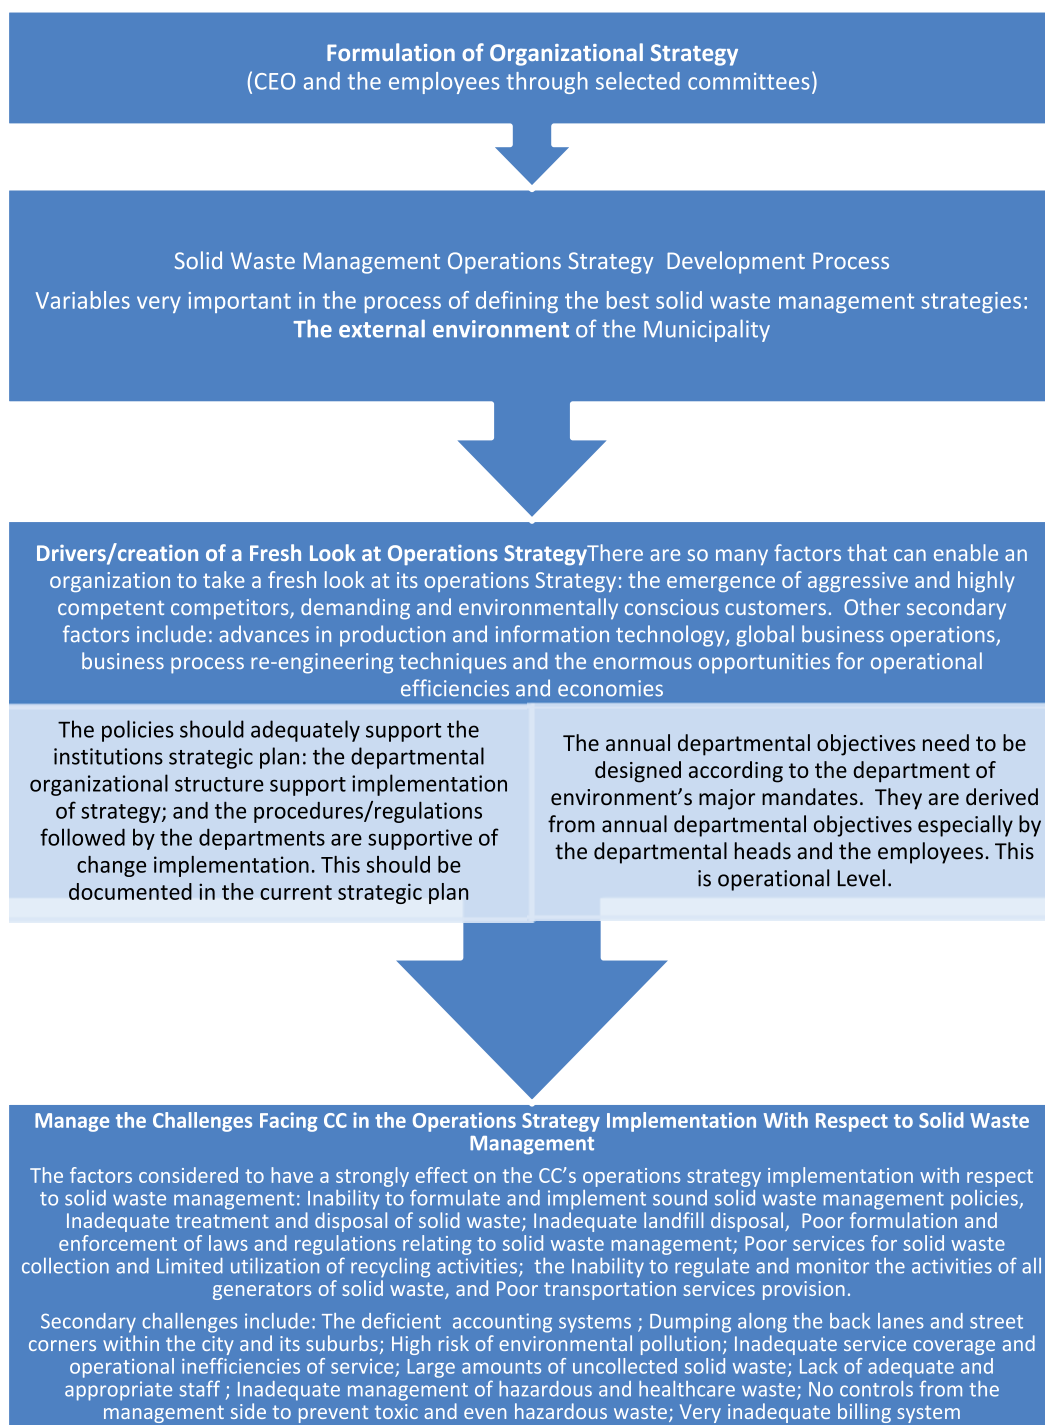 Formulation of Organizational Strategy
(CEO and the employees through selected committees)
Solid Waste Management Operations Strategy  Development Process
Variables very important in the process of defining the best solid waste management strategies:
The external environment of the Municipality
Drivers/creation of a Fresh Look at Operations StrategyThere are so many factors that can enable an
organization to take a fresh look at its operations Strategy: the emergence of aggressive and highly
competent competitors, demanding and environmentally conscious customers.  Other secondary
factors include: advances in production and information technology, global business operations,
business process re-engineering techniques and the enormous opportunities for operational
efficiencies and economies
The policies should adequately support the
institutions strategic plan: the departmental
organizational structure support implementation
of strategy; and the procedures/regulations
followed by the departments are supportive of
change implementation. This should be
documented in the current strategic plan
The annual departmental objectives need to be
designed according to the department of
environment's major mandates.  They are derived
from annual departmental objectives especially by
the departmental heads and the employees. This
is operational Level.
Manage the Challenges Facing CC in the Operations Strategy Implementation With Respect to Solid Waste
Management
The factors considered to have a strongly effect on the CC's operations strategy implementation with respect
to solid waste management: Inability to formulate and implement sound solid waste management policies,
Inadequate treatment and disposal of solid waste; Inadequate landfill disposal,  Poor formulation and
enforcement of laws and regulations relating to solid waste management; Poor services for solid waste
collection and Limited utilization of recycling activities;  the Inability to regulate and monitor the activities of all
generators of solid waste, and Poor transportation services provision.
Secondary challenges include: The deficient  accounting systems ; Dumping along the back lanes and street
corners within the city and its suburbs; High risk of environmental pollution; Inadequate service coverage and
operational inefficiencies of service; Large amounts of uncollected solid waste; Lack of adequate and
appropriate staff ; Inadequate management of hazardous and healthcare waste; No controls from the
management side to prevent toxic and even hazardous waste; Very inadequate billing system